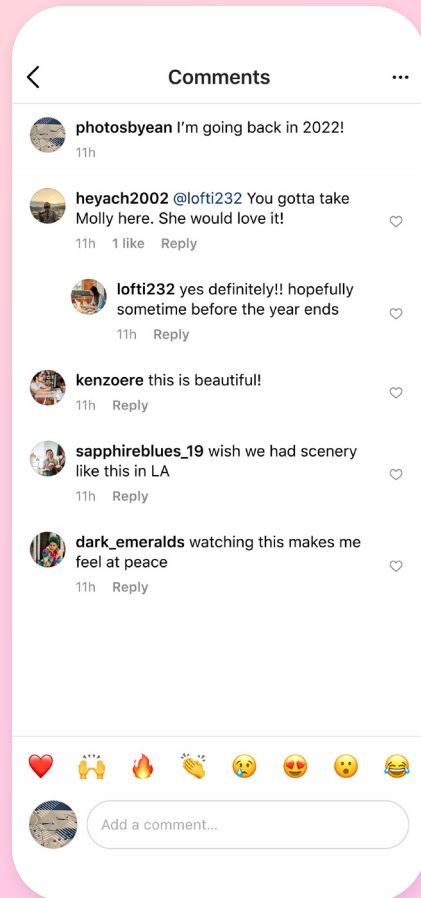 Comments
photosbyean I’m going back in 2022!
11h
heyach2002 @lofti232 You gotta take
Molly here. She would love it!
11h 1 like Reply
lofti232 yes definitely!! hopefully
sometime before the year ends
11h Reply
kenzoere this is beautiful!
11h Reply
sapphireblues_19 wish we had scenery
like this in LA
11h Reply
dark_emeralds watching this makes me
feel at peace
11h Reply
Add a comment...